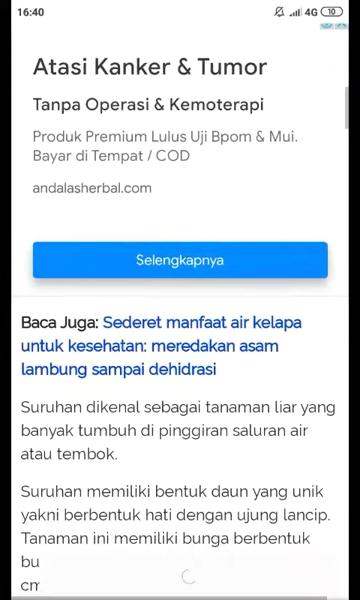 16:40
4G 10
Atasi Kanker & Tumor
Tanpa Operasi & Kemoterapi
Produk Premium Lulus Uji Bpom & Mui.
Bayar di Tempat / COD
andalasherbal.com
Selengkapnya
Baca Juga: Sederet manfaat air kelapa
untuk kesehatan: meredakan asam
lambung sampai dehidrasi
Suruhan dikenal sebagai tanaman liar yang
banyak tumbuh di pinggiran saluran air
atau tembok.
Suruhan memiliki bentuk daun yang unik
yakni berbentuk hati dengan ujung lancip.
Tanaman ini memiliki bunga berbentuk
bu
cm